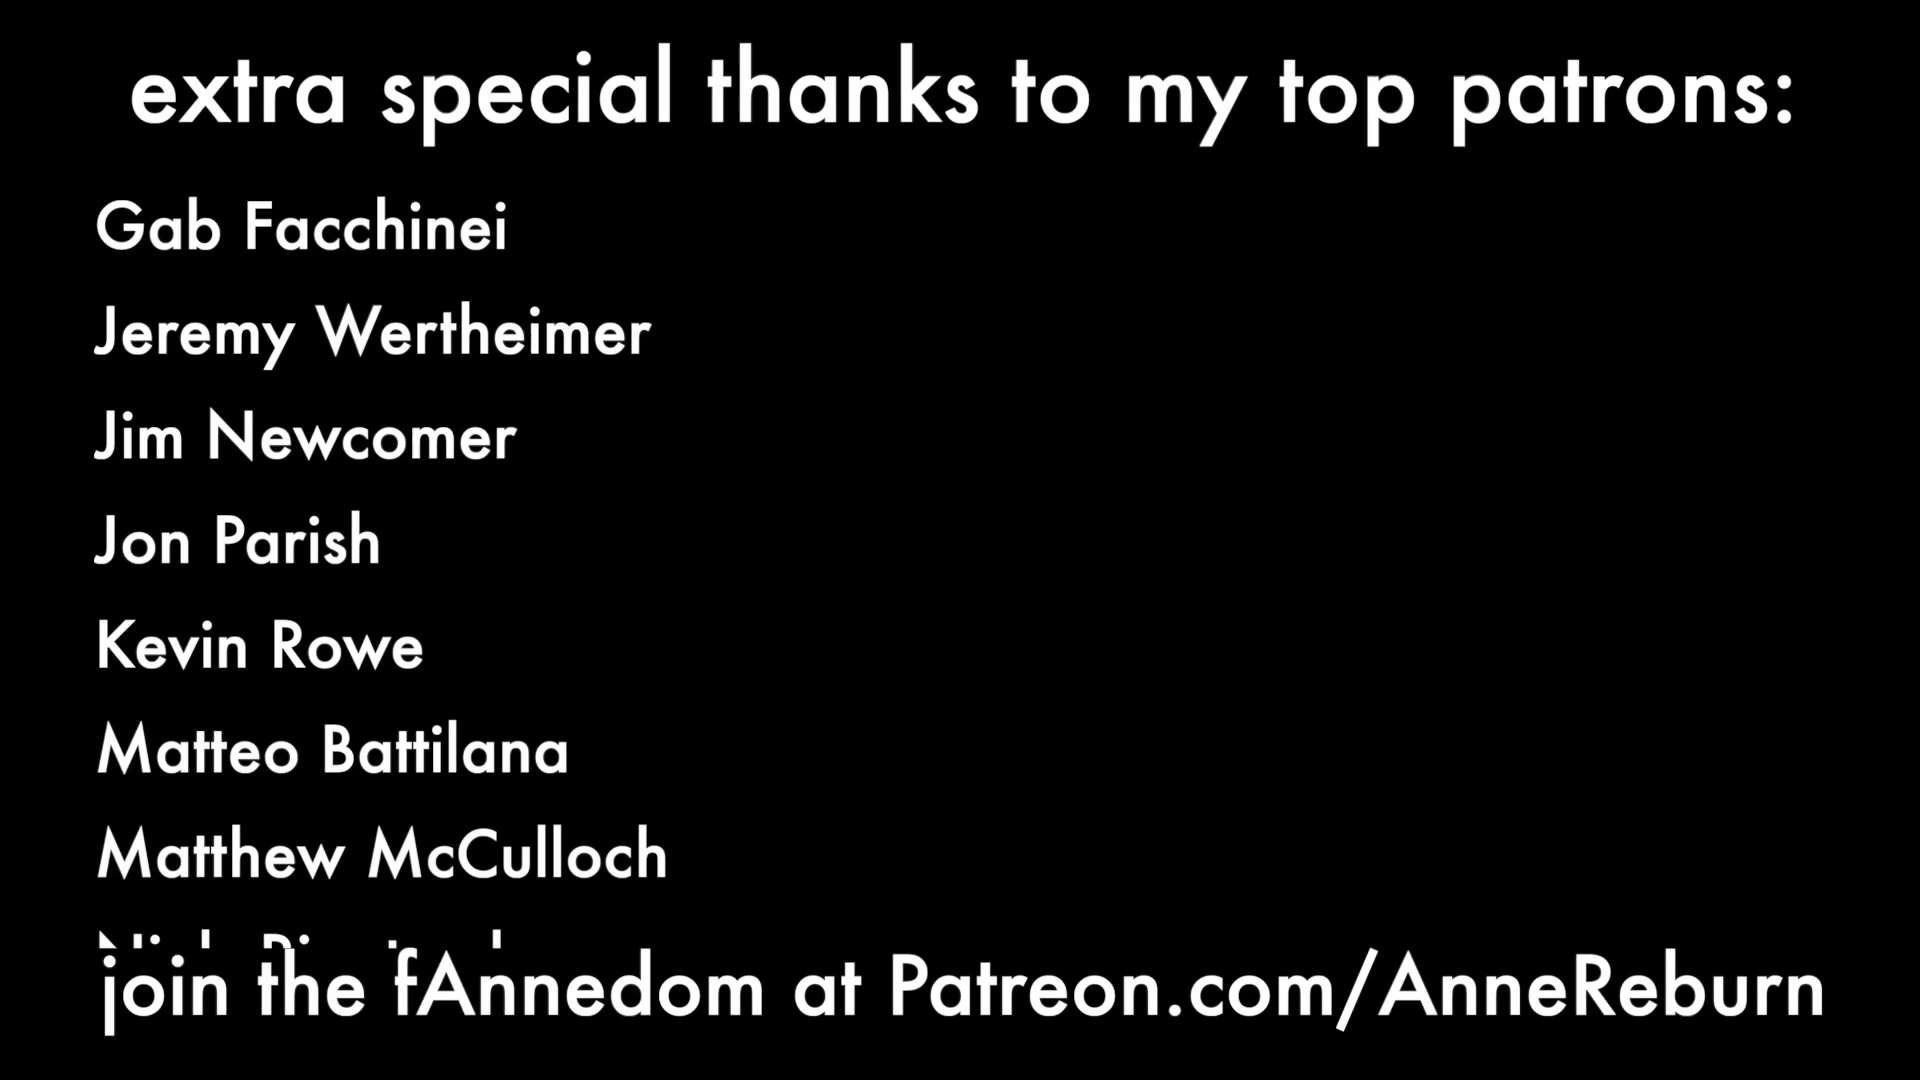 extra special thanks to my top patrons:
Gab Facchinei
Jeremy Wertheimer
Jim Newcomer
Jon Parish
Kevin Rowe
Matteo Battilana
Matthew McCulloch
join the fAnnedom at Patreon.com/AnneReburn